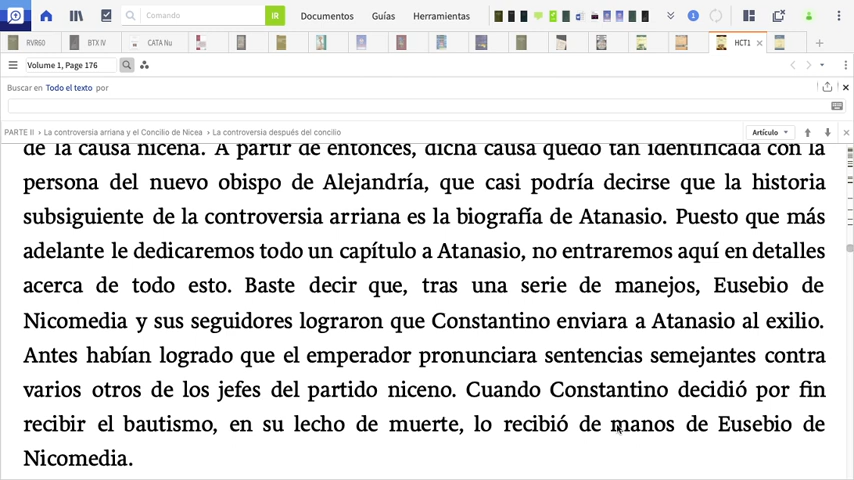 Comando
IR
Documentos
Guías
Herramientas
1
RVR60
BTX IV
CATA Nu
HCT1
Volume 1, Page 176
Buscar en Todo el texto por
PARTE II › La controversia arriana y el Concilio de Nicea › La controversia después del concilio
Artículo
de la causa nicena. A partir de entonces, dicha causa quedó tan identificada con la
persona del nuevo obispo de Alejandría, que casi podría decirse que la historia
subsiguiente de la controversia arriana es la biografía de Atanasio. Puesto que más
adelante le dedicaremos todo un capítulo a Atanasio, no entraremos aquí en detalles
acerca de todo esto. Baste decir que, tras una serie de manejos, Eusebio de
Nicomedia y sus seguidores lograron que Constantino enviara a Atanasio al exilio.
Antes habían logrado que el emperador pronunciara sentencias semejantes contra
varios otros de los jefes del partido niceno. Cuando Constantino decidió por fin
recibir el bautismo, en su lecho de muerte, lo recibió de manos de Eusebio de
Nicomedia.